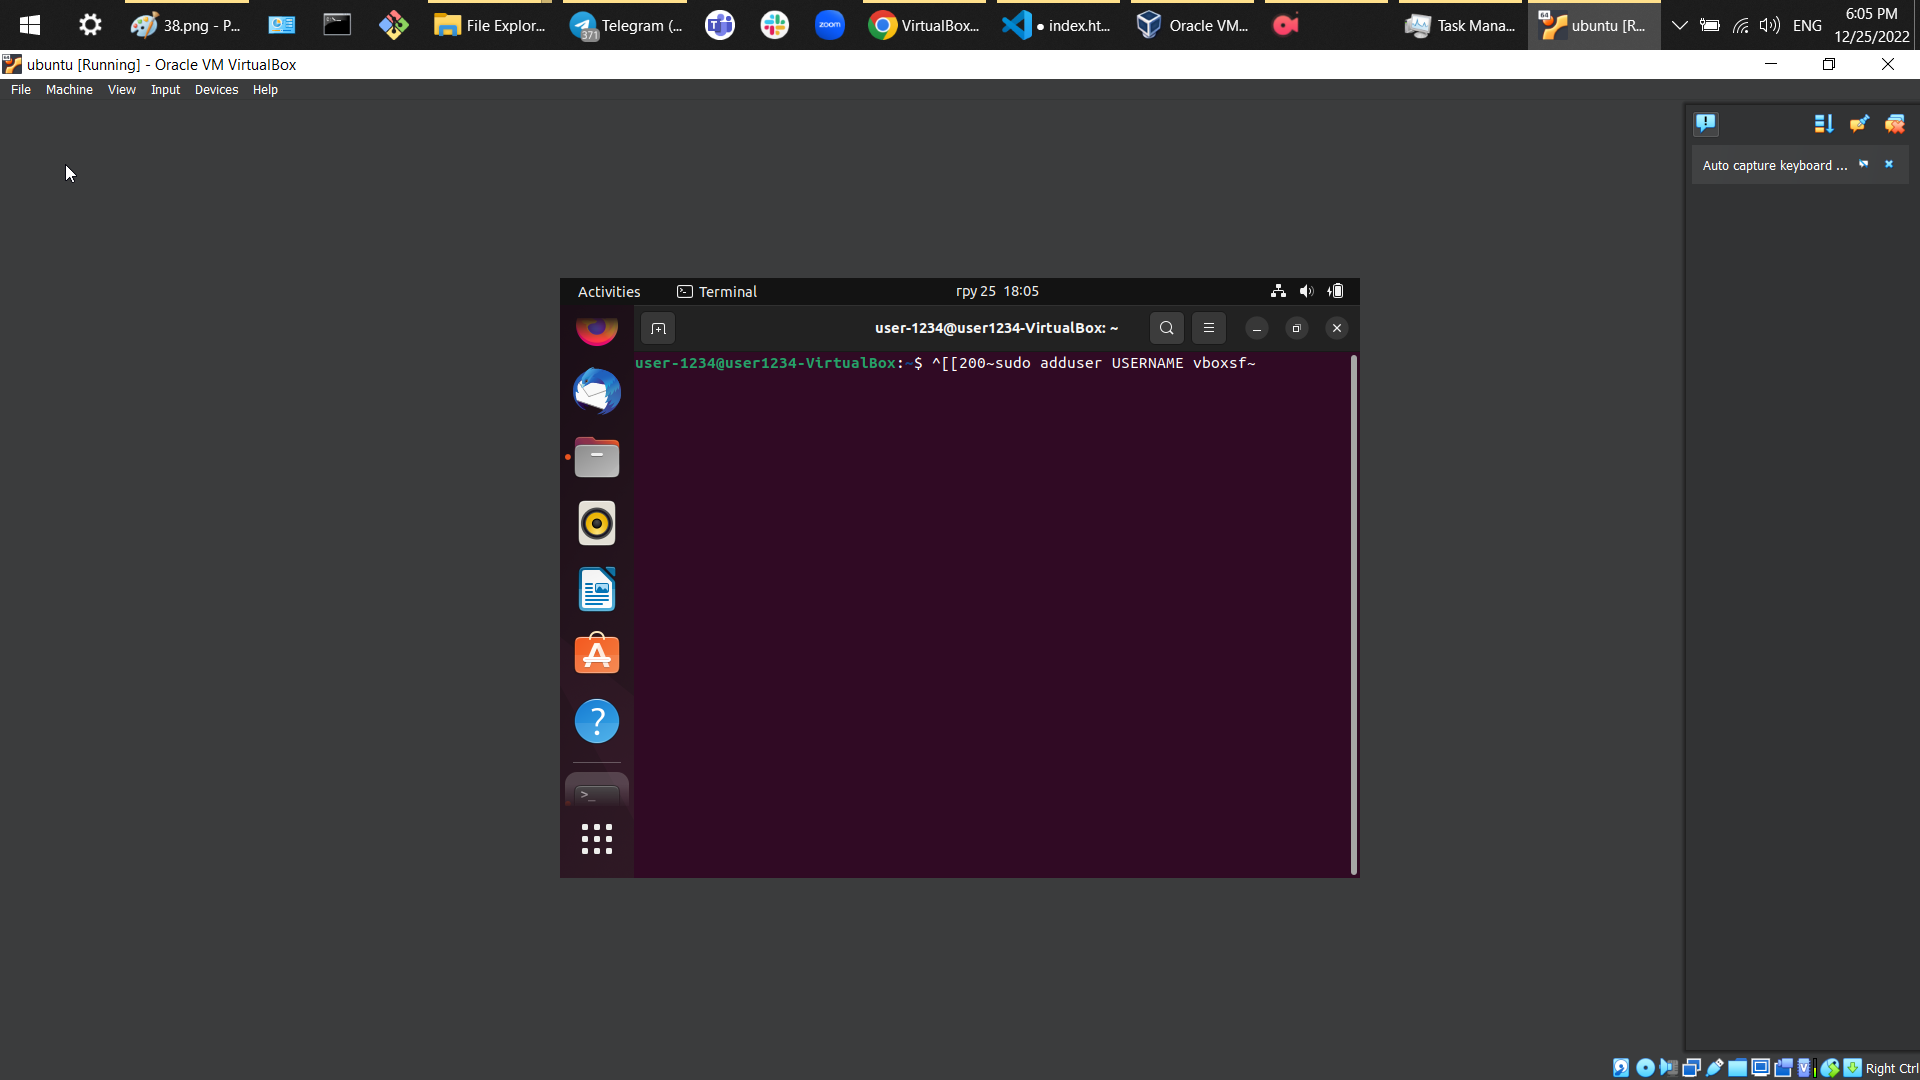 38.png - P...
File Explor...
371
Telegram (...
zoom
VirtualBox...
● index.ht...
Oracle VM...
Task Mana...
64
ubuntu [R...
ENG
6:05 PM
12/25/2022
ubuntu [Running] - Oracle VM VirtualBox
File Machine View Input Devices Help
Auto capture keyboard ...
Activities
Terminal
гру 25 18:05
user-1234@user1234-VirtualBox: ~
user-1234@user1234-VirtualBox:~$ ^[[200~sudo adduser USERNAME vboxsf~
Right Ctrl